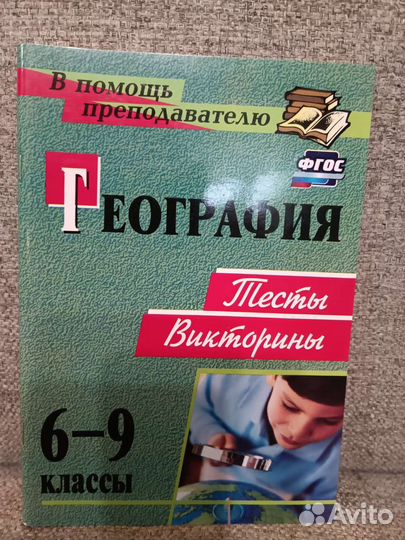 В помощь
преподавателю
ФГОС
ГЕОГРАФИЯ
Тесты
Викторины
6–9
классы
Avito